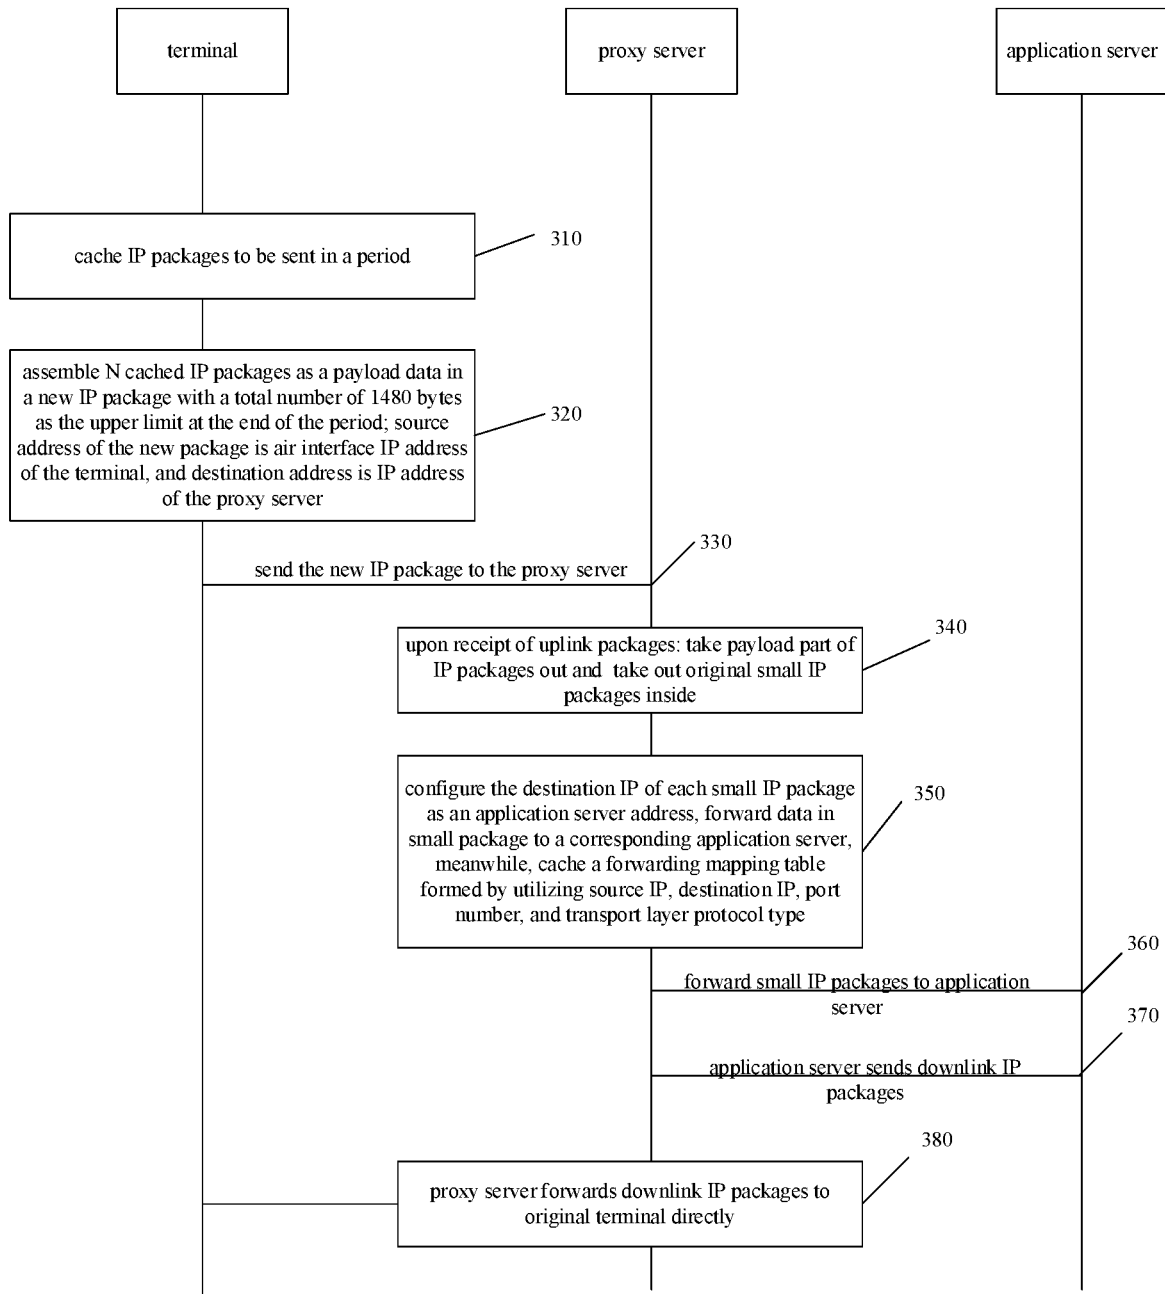 terminal
proxy server
application server
310
cache IP packages to be sent in a period
assemble N cached IP packages as a payload data in
a new IP package with a total number of 1480 bytes
as the upper limit at the end of the period; source
address of the new package is air interface IP address
of the terminal, and destination address is IP address
of the proxy server
320
330
send the new IP package to the proxy server
340
upon receipt of uplink packages: take payload part of
IP packages out and take out original small IP
packages inside
configure the destination IP of each small IP package
as an application server address, forward data in
small package to a corresponding application server,
meanwhile, cache a forwarding mapping table
formed by utilizing source IP, destination IP, port
number, and transport layer protocol type
350
360
forward small IP packages to application
server
370
application server sends downlink IP
packages
380
proxy server forwards downlink IP packages to
original terminal directly